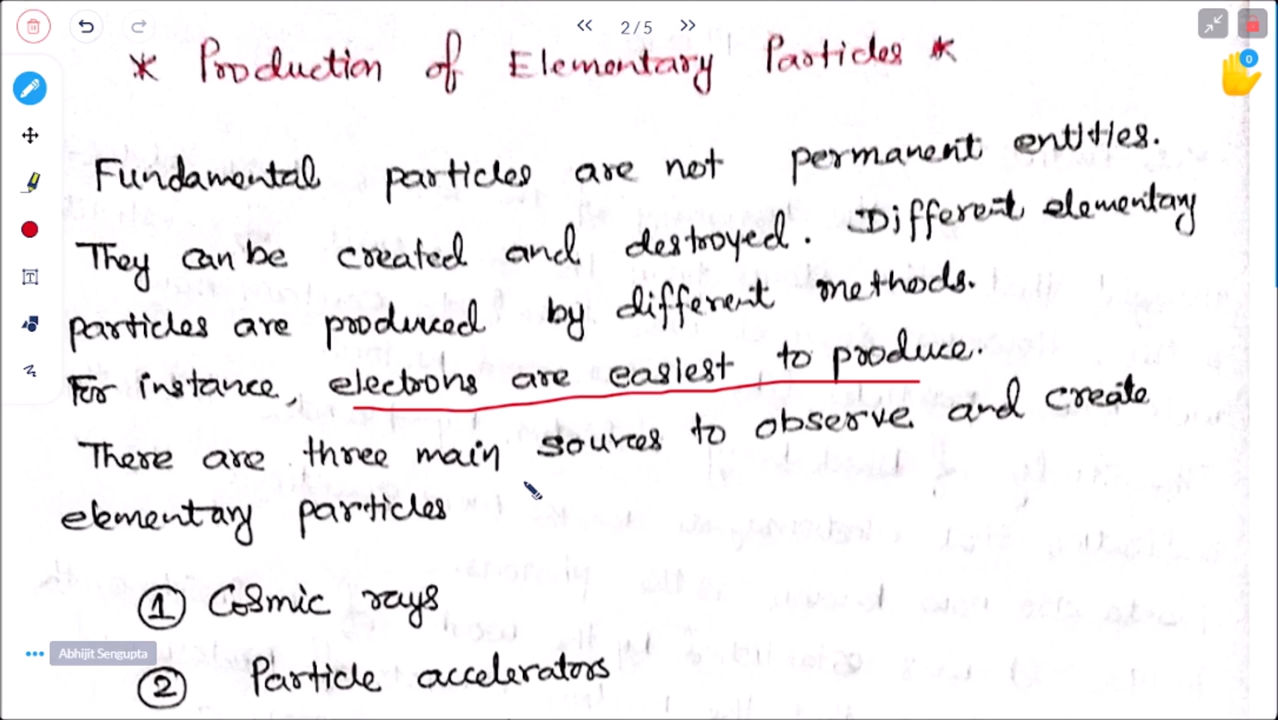 2/5
* Production of Elementary Particles *
0
Fundamental particles are not permanent entities.
They can be created and destroyed. Different elementary
particles are produced by different methods.
For instance, electrons are easiest to produce.
There are three main sources to observe and create
elementary particles
① Cosmic rays
Abhijit Sengupta
② Particle accelerators